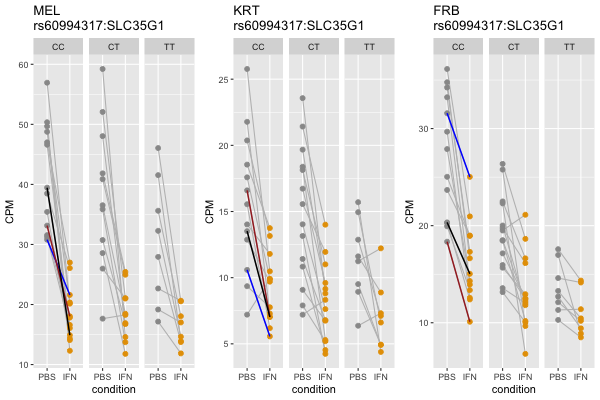 MEL
rs60994317:SLC35G1
CC CT TT
60
50
40
30
20
10
CPM
PBS IFN PBS IFN PBS IFN
condition
KRT
rs60994317:SLC35G1
CC CT TT
25
20
15
10
5
CPM
PBS IFN PBS IFN PBS IFN
condition
FRB
rs60994317:SLC35G1
CC CT TT
30
20
10
CPM
PBS IFN PBS IFN PBS IFN
condition